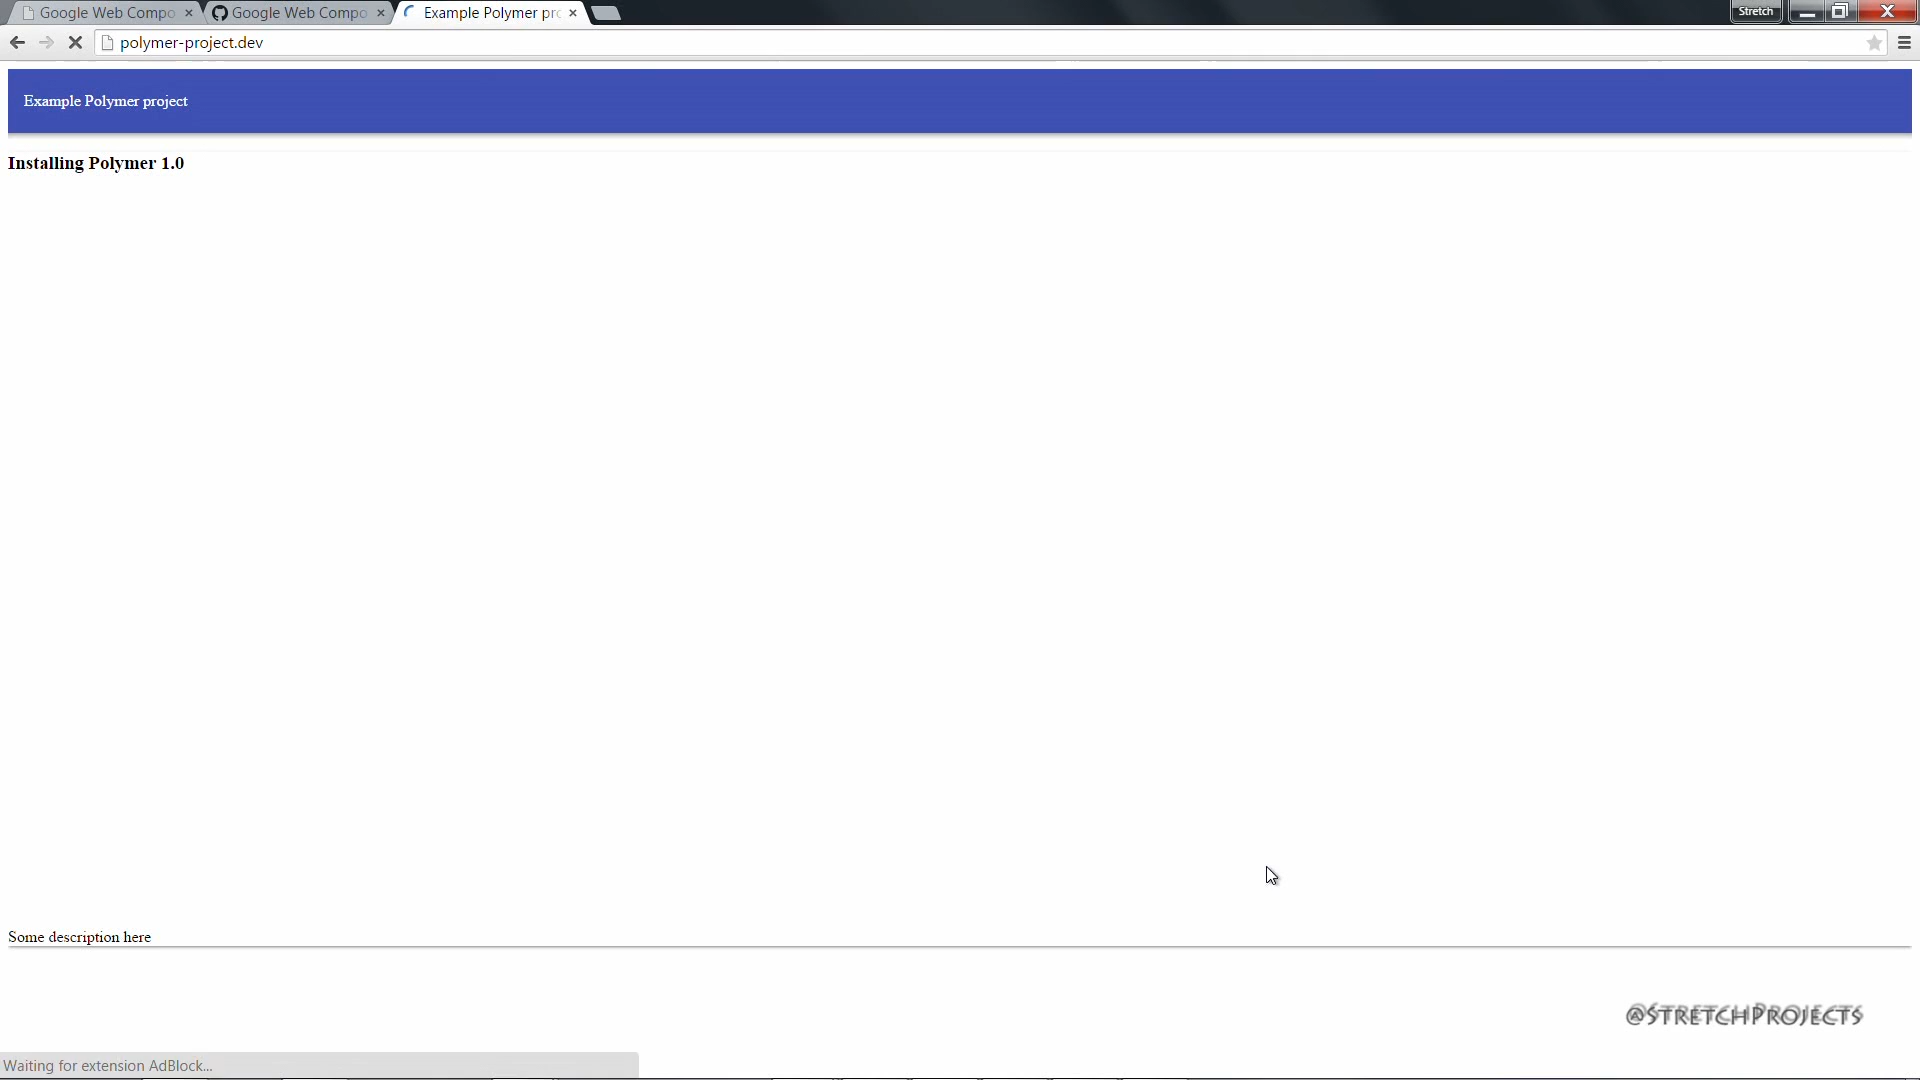 Google Web Compo
Google Web Compo
Example Polymer pro
Stretch
polymer-project.dev
Example Polymer project
Installing Polymer 1.0
Some description here
@StretchProjects
Waiting for extension AdBlock...